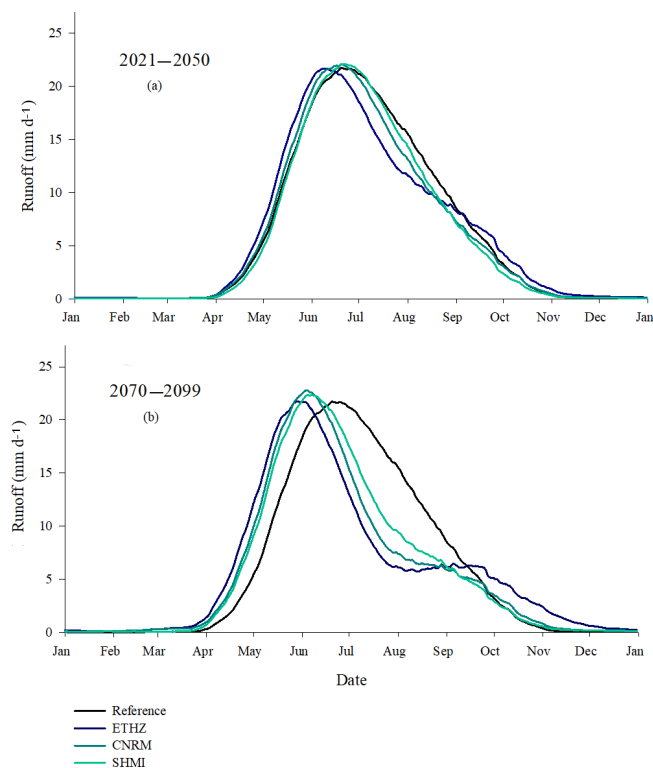 25
2021—2050
(a)
20
15
10
5
0
Runoff (mm d-1)
Jan Feb Mar Apr May Jun Jul Aug Sep Oct Nov Dec Jan
25
2070—2099
(b)
20
15
10
5
0
Runoff (mm d-1)
Jan Feb Mar Apr May Jun Jul Aug Sep Oct Nov Dec Jan
Date
Reference
ETHZ
CNRM
SHMI